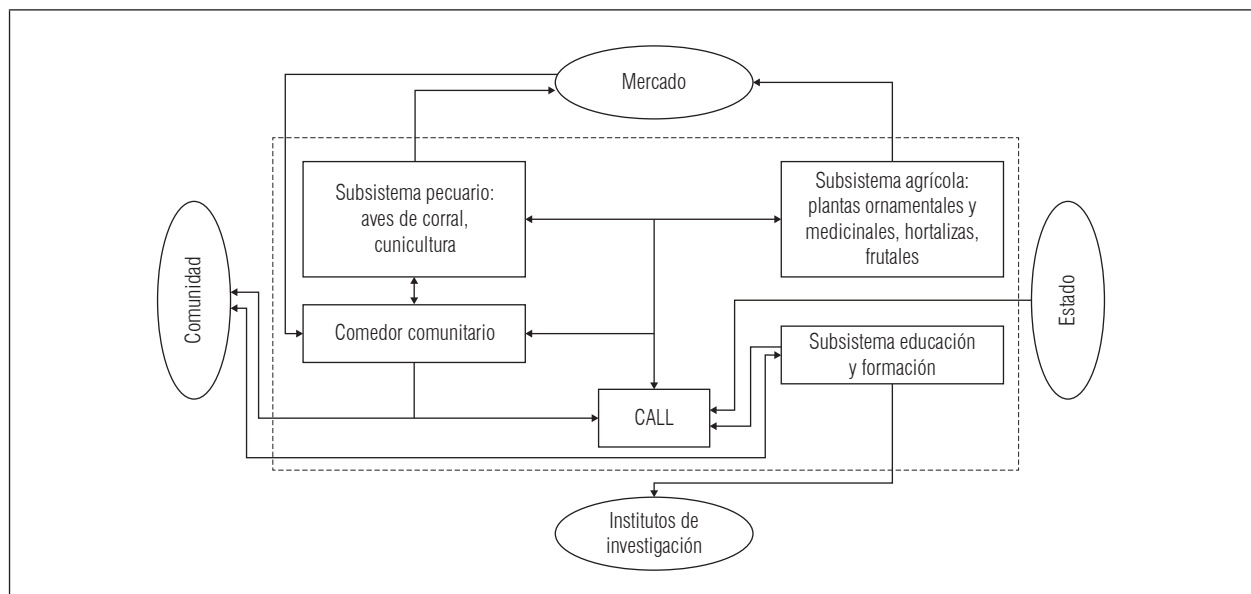 Mercado
Subsistema pecuario:
aves de corral,
cunicultura
Subsistema agrícola:
plantas ornementales y
medicinales, hortalizas,
frutales
Comunidad
Estado
Comedor comunitario
Subsistema educación
y formación
CALL
Institutos de
investigación